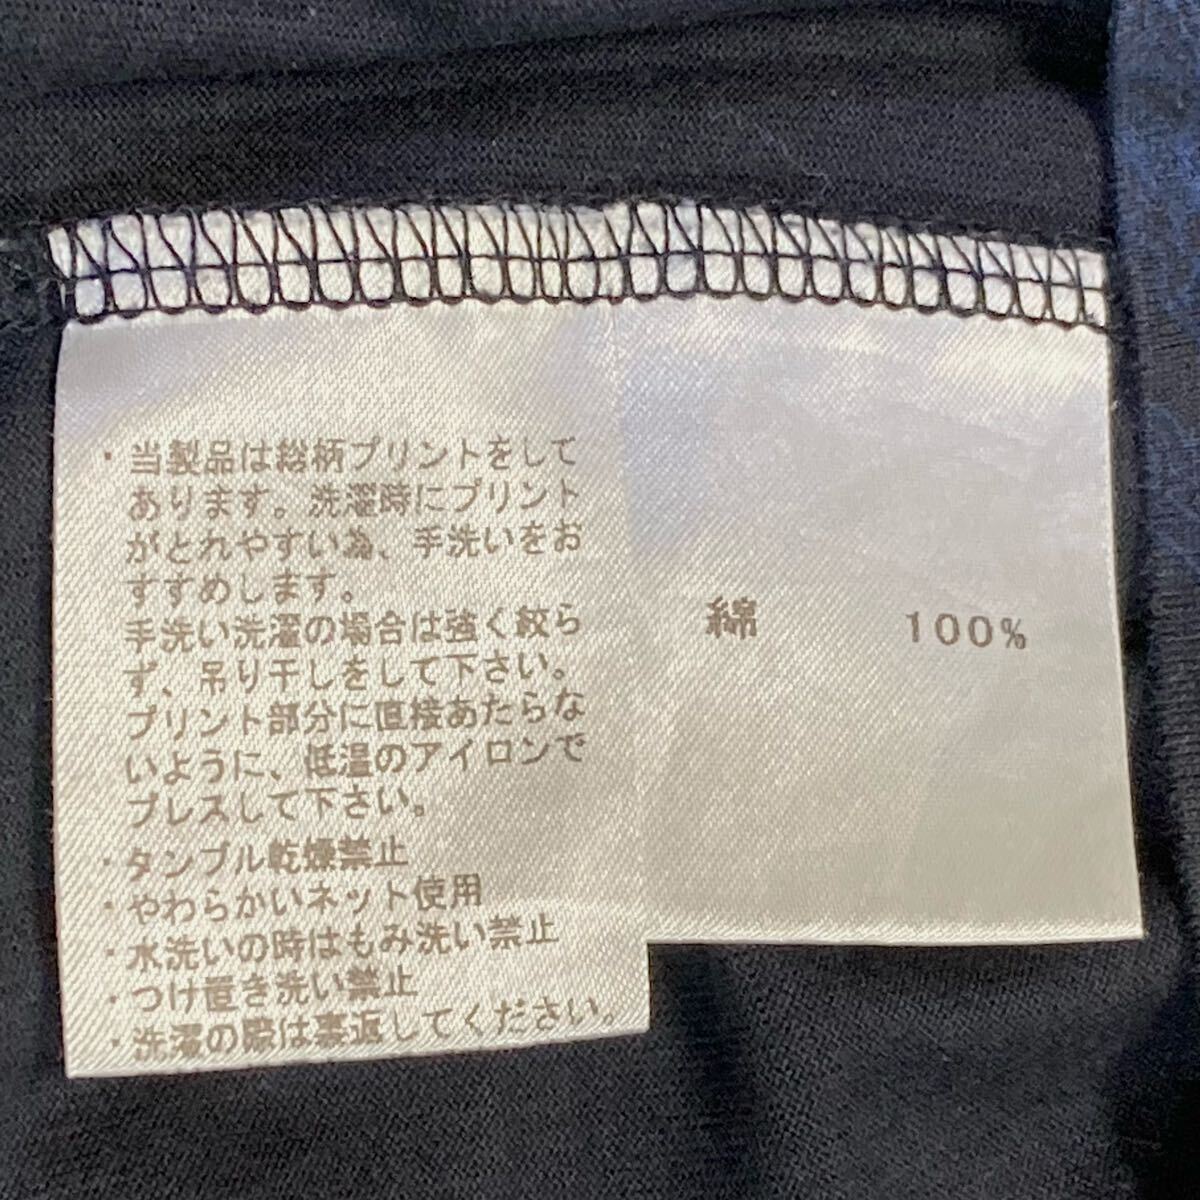 ・当製品は総柄プリントをして
あります。洗濯時にプリント
がとれやすい為、手洗いをお
すすめします。
手洗い洗濯の場合は強く絞ら
ず、吊り干しをして下さい。
プリント部分に直接あたらな
いように、低温のアイロンで
プレスして下さい。
・タンブル乾燥禁止
・やわらかいネット使用
・水洗いの時はもみ洗い禁止
・つけ置き洗い禁止
・洗濯の際は裏返してください。
綿 100%